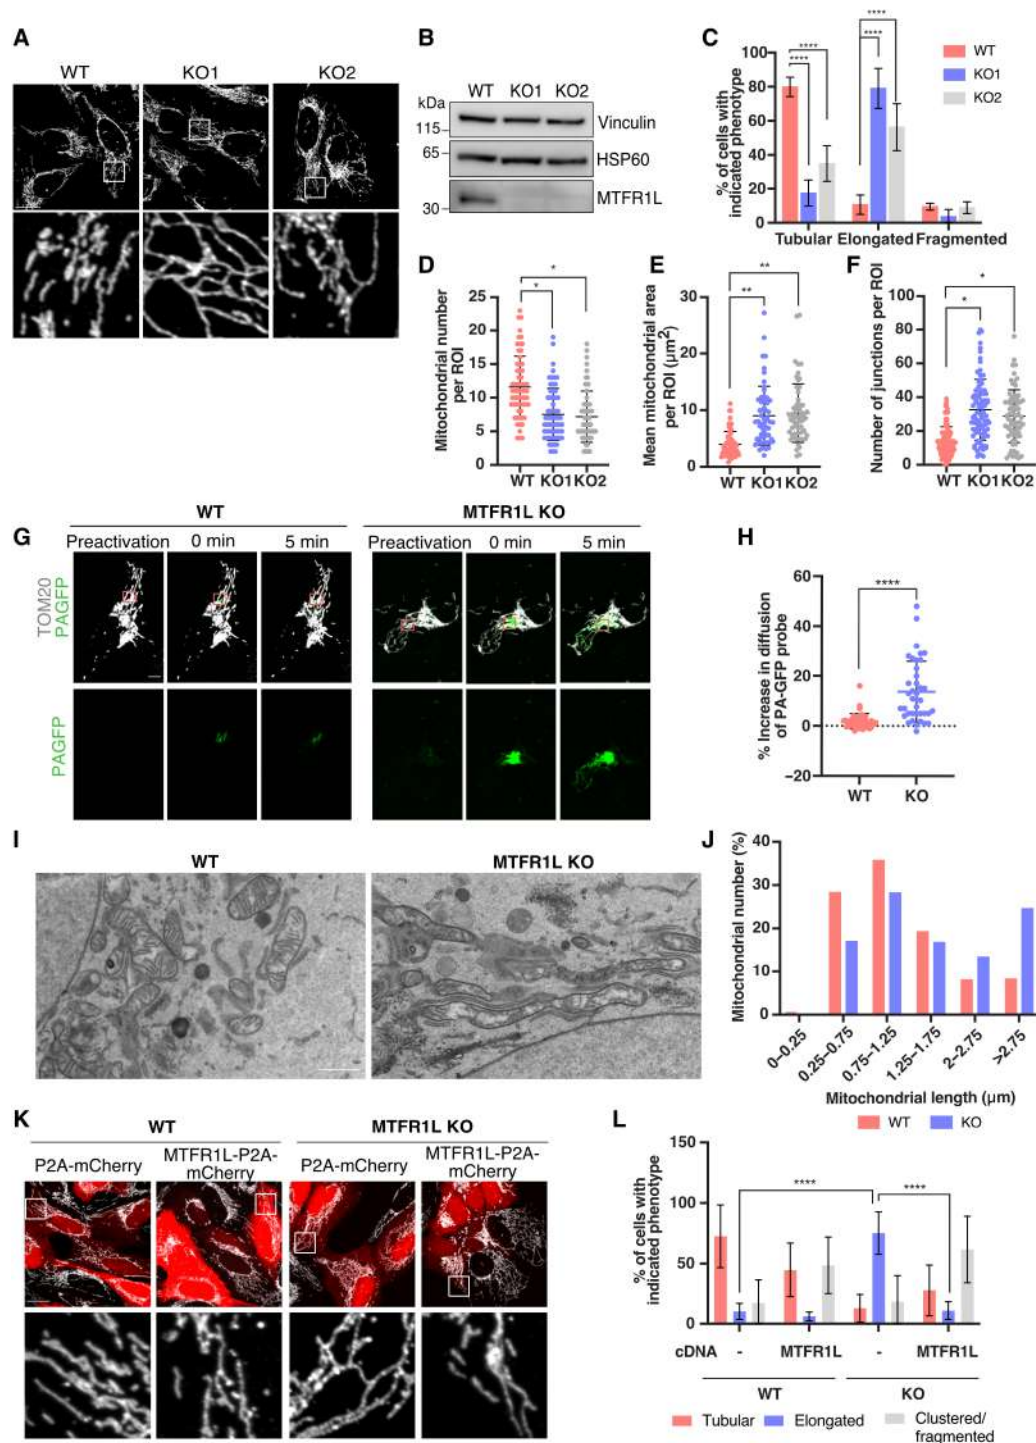 A
WT
KO1
KO2
B
kDa
WT
KO1
KO2
115
65
30
Vinculin
HSP60
MTFR1L
C
% of cells with
indicated phenotype
100
80
60
40
20
0
****
****
****
****
Tubular
Elongated
Fragmented
WT
KO1
KO2
D
Mitochondrial number
per ROI
25
20
15
10
5
0
*
*
WT
KO1
KO2
E
Mean mitochondrial area
per ROI (µm²)
30
20
10
0
**
**
WT
KO1
KO2
F
Number of junctions per ROI
100
80
60
40
20
0
*
*
WT
KO1
KO2
G
WT
MTFR1L KO
Preactivation
0 min
5 min
Preactivation
0 min
5 min
TOM20
PAGFP
PAGFP
H
% Increase in diffusion
of PA-GFP probe
60
40
20
0
–20
****
WT
KO
I
WT
MTFR1L KO
J
Mitochondrial number (%)
40
30
20
10
0
0–0.25
0.25–0.75
0.75–1.25
1.25–1.75
2–2.75
>2.75
Mitochondrial length (µm)
WT
KO
K
WT
MTFR1L KO
P2A-mCherry
MTFR1L-P2A-
mCherry
P2A-mCherry
MTFR1L-P2A-
mCherry
L
% of cells with
indicated phenotype
150
100
50
0
****
****
cDNA
-
MTFR1L
-
MTFR1L
WT
KO
Tubular
Elongated
Clustered/
fragmented